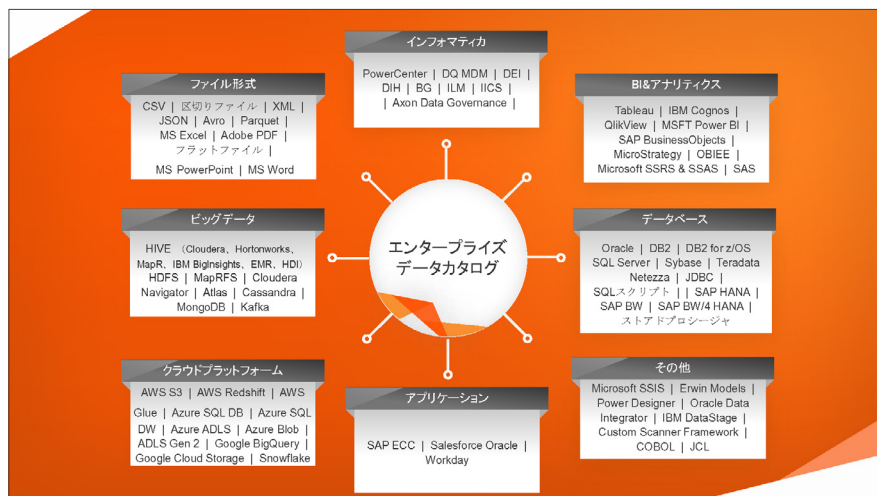 インフォマティカ
PowerCenter | DQ MDM | DEI |
DIH | BG | ILM | IICS |
| Axon Data Governance |
ファイル形式
CSV | 区切りファイル | XML |
JSON | Avro | Parquet |
MS Excel | Adobe PDF |
フラットファイル |
MS PowerPoint | MS Word
BI&アナリティクス
Tableau | IBM Cognos |
QlikView | MSFT Power BI |
SAP BusinessObjects |
MicroStrategy | OBIEE |
Microsoft SSRS & SSAS | SAS
ビッグデータ
HIVE （Cloudera、Hortonworks、
MapR、IBM BigInsights、EMR、HDI）
HDFS | MapRFS | Cloudera
Navigator | Atlas | Cassandra |
MongoDB | Kafka
エンタープライズ
データカタログ
データベース
Oracle | DB2 | DB2 for z/OS
SQL Server | Sybase | Teradata
Netezza | JDBC |
SQLスクリプト | | SAP HANA |
SAP BW | SAP BW/4 HANA |
ストアドプロシージャ
クラウドプラットフォーム
AWS S3 | AWS Redshift | AWS
Glue | Azure SQL DB | Azure SQL
DW | Azure ADLS | Azure Blob |
ADLS Gen 2 | Google BigQuery |
Google Cloud Storage | Snowflake
アプリケーション
SAP ECC | Salesforce Oracle |
Workday
その他
Microsoft SSIS | Erwin Models |
Power Designer | Oracle Data
Integrator | IBM DataStage |
Custom Scanner Framework |
COBOL | JCL